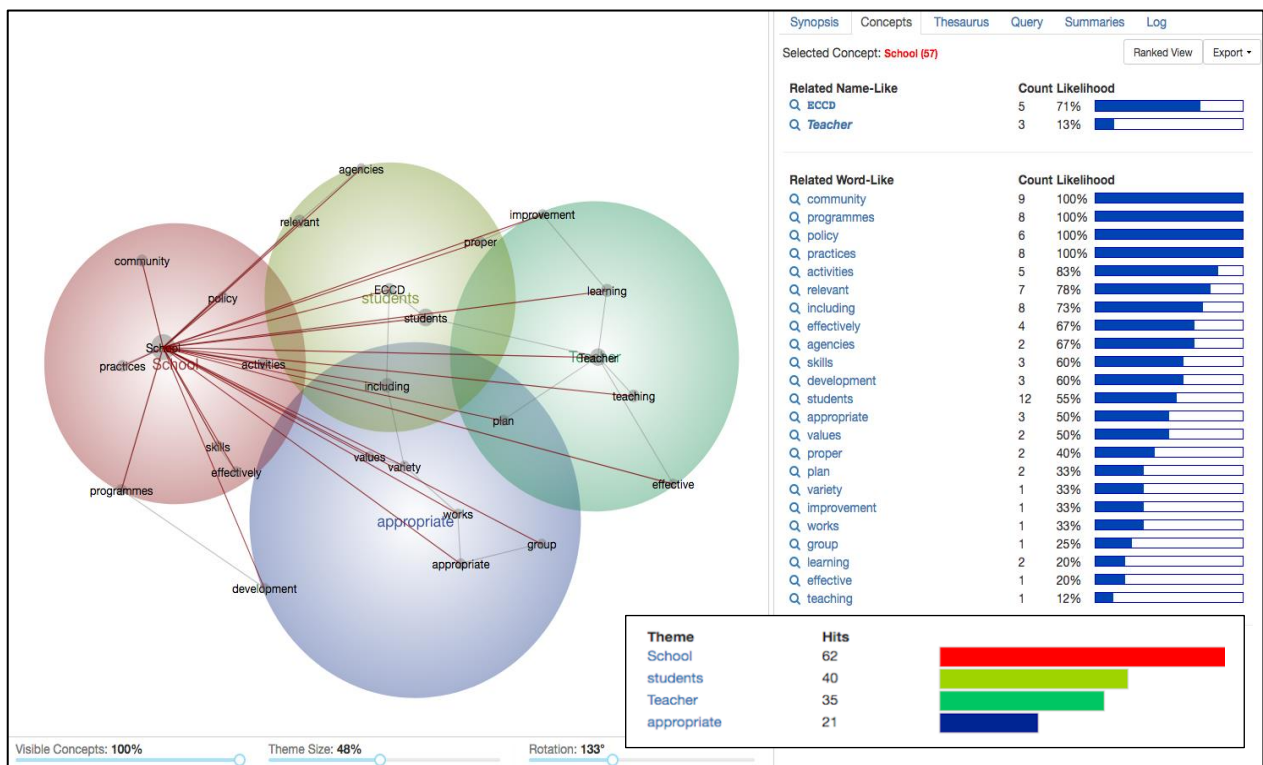 Synopsis Concepts Thesaurus Query Summaries Log
Selected Concept: School (57) Ranked View Export
Related Name-Like Count Likelihood
ECCD 5 71%
Teacher 3 13%
Related Word-Like Count Likelihood
community 9 100%
programmes 8 100%
policy 6 100%
practices 8 100%
activities 5 83%
relevant 7 78%
including 8 73%
effectively 4 67%
agencies 2 67%
skills 3 60%
development 3 60%
students 12 55%
appropriate 3 50%
values 2 50%
proper 2 40%
plan 2 33%
variety 1 33%
improvement 1 33%
works 1 33%
group 1 25%
learning 2 20%
effective 1 20%
teaching 1 12%
agencies
relevant
improvement
proper
community
policy
ECCD
students
learning
students
School
School
practices
activities
Teacher
Teacher
including
teaching
plan
skills
effectively
values
variety
programmes
effective
works
appropriate
group
appropriate
development
Theme Hits
School 62
students 40
Teacher 35
appropriate 21
Visible Concepts: 100% Theme Size: 48% Rotation: 133°